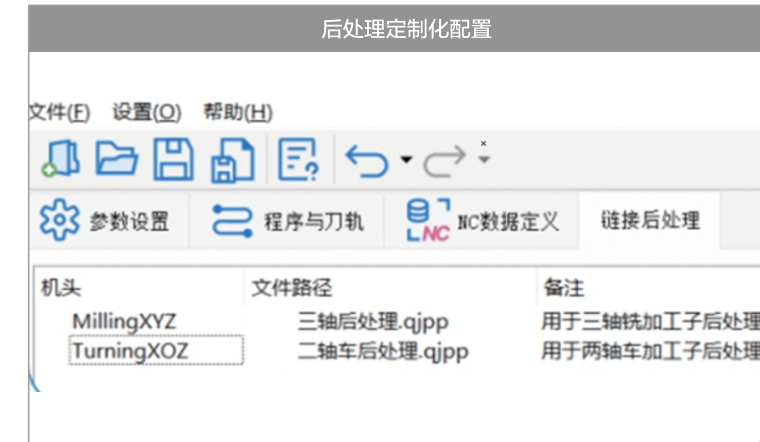 后处理定制化配置
文件(F) 设置(O) 帮助(H)
参数设置 程序与刀轨 NC NC数据定义 链接后处理
机头 文件路径 备注
MillingXYZ 三轴后处理.qjpp 用于三轴铣加工子后处理
TurningXOZ 二轴车后处理.qjpp 用于两轴车加工子后处理